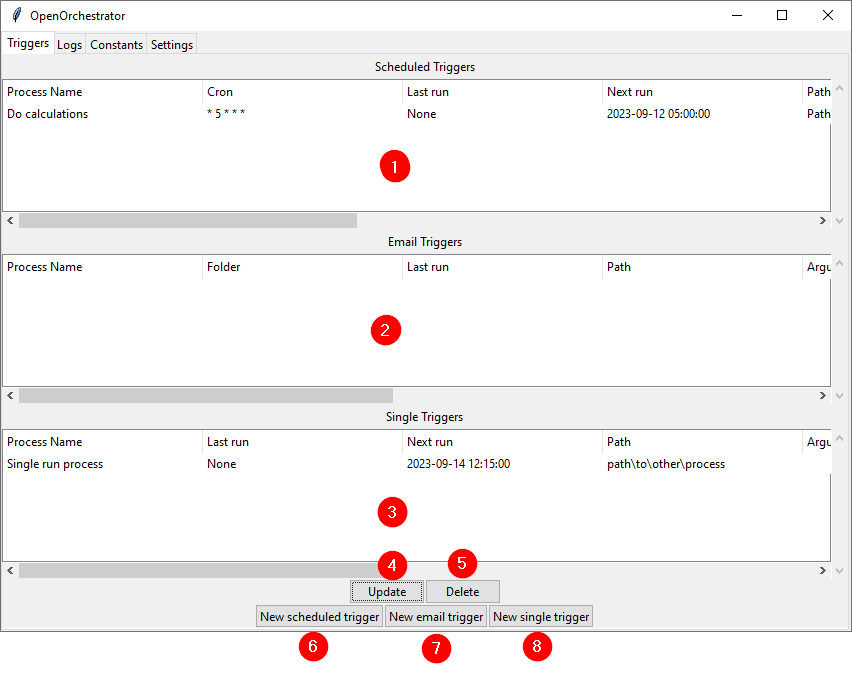 OpenOrchestrator
Triggers Logs Constants Settings
Scheduled Triggers
Process Name Cron Last run Next run Path
Do calculations * 5 * * * None 2023-09-12 05:00:00 Path
1
Email Triggers
Process Name Folder Last run Path Argu
2
Single Triggers
Process Name Last run Next run Path Argu
Single run process None 2023-09-14 12:15:00 path\to\other\process
3
4 5
Update Delete
New scheduled trigger New email trigger New single trigger
6 7 8